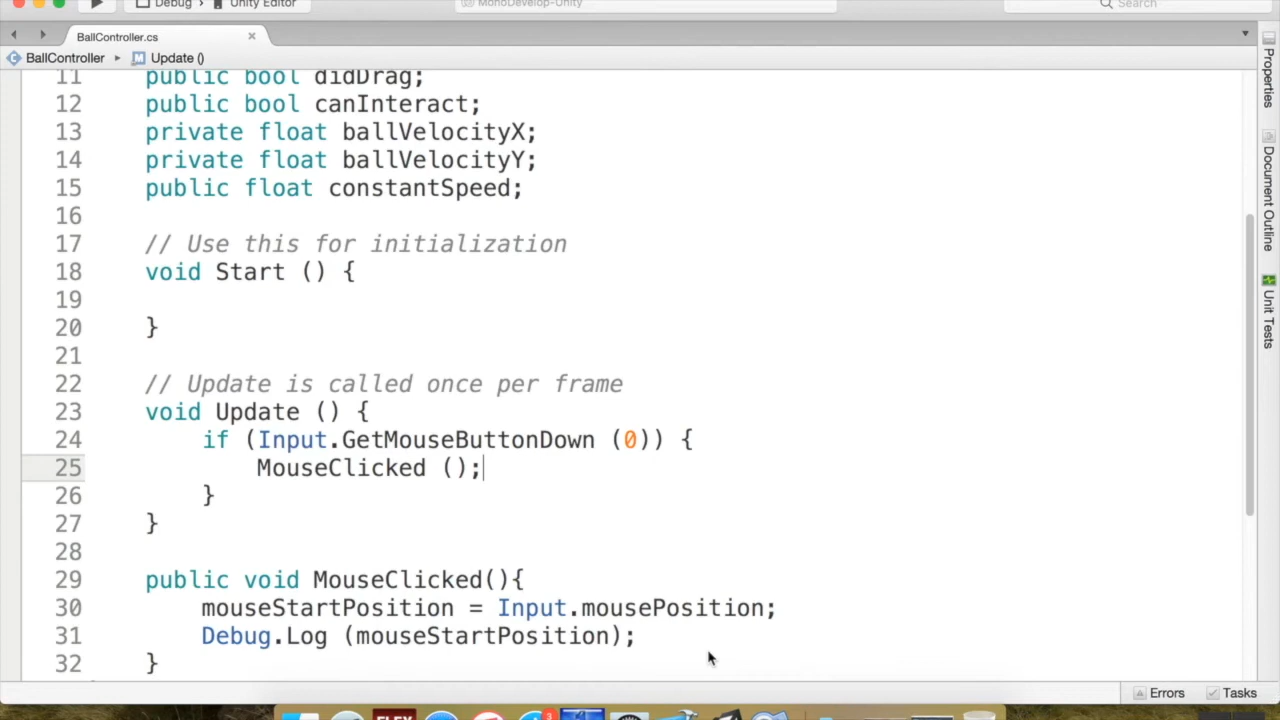 Debug
Unity Editor
MonoDevelop-Unity
Search
BallController.cs
BallController
Update ()
11 public bool didDrag;
12 public bool canInteract;
13 private float ballVelocityX;
14 private float ballVelocityY;
15 public float constantSpeed;
16
17 // Use this for initialization
18 void Start () {
19
20 }
21
22 // Update is called once per frame
23 void Update () {
24 if (Input.GetMouseButtonDown (0)) {
25 MouseClicked ();
26 }
27 }
28
29 public void MouseClicked(){
30 mouseStartPosition = Input.mousePosition;
31 Debug.Log (mouseStartPosition);
32 }
Properties
Document Outline
Unit Tests
Errors
Tasks
FLEX
3